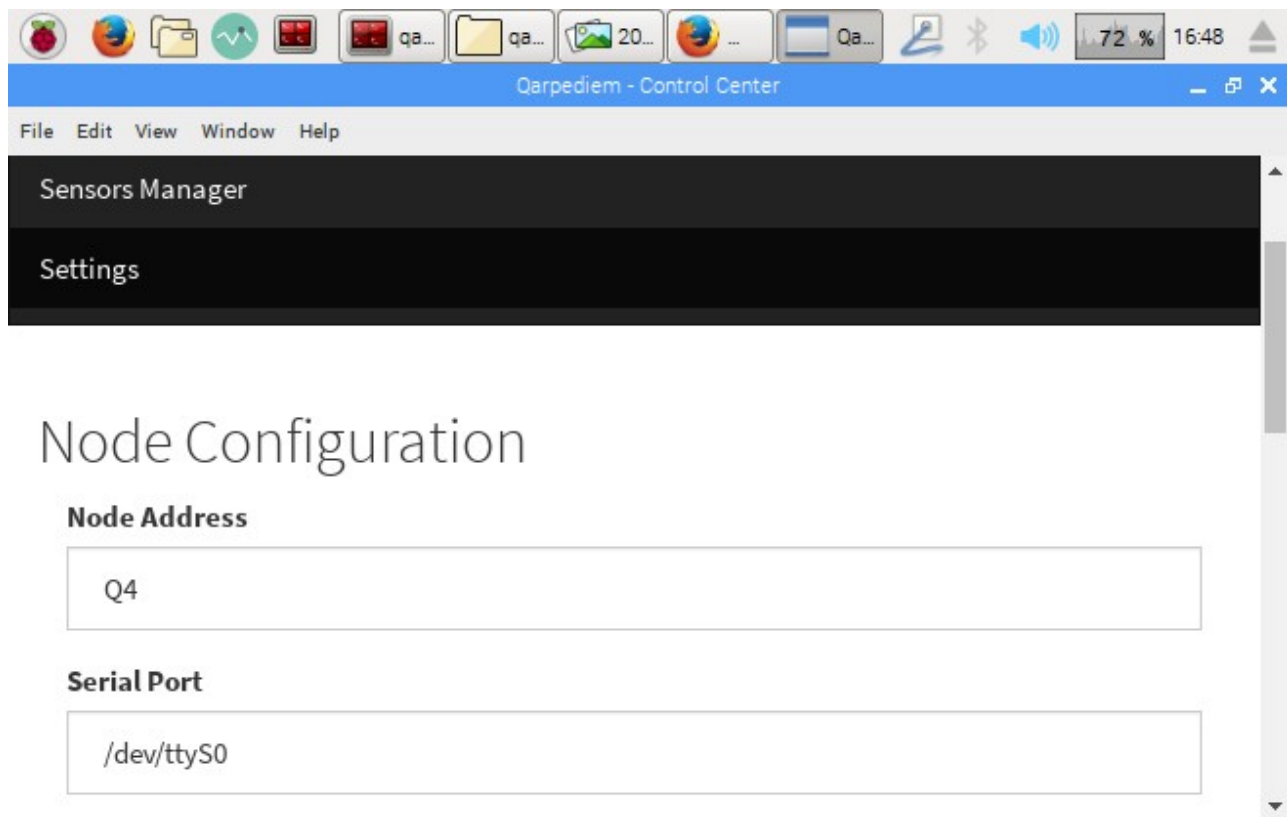 qa... qa... 20... ... Qa... 72 % 16:48
Qarpediem - Control Center
File Edit View Window Help
Sensors Manager
Settings
Node Configuration
Node Address
Q4
Serial Port
/dev/ttyS0